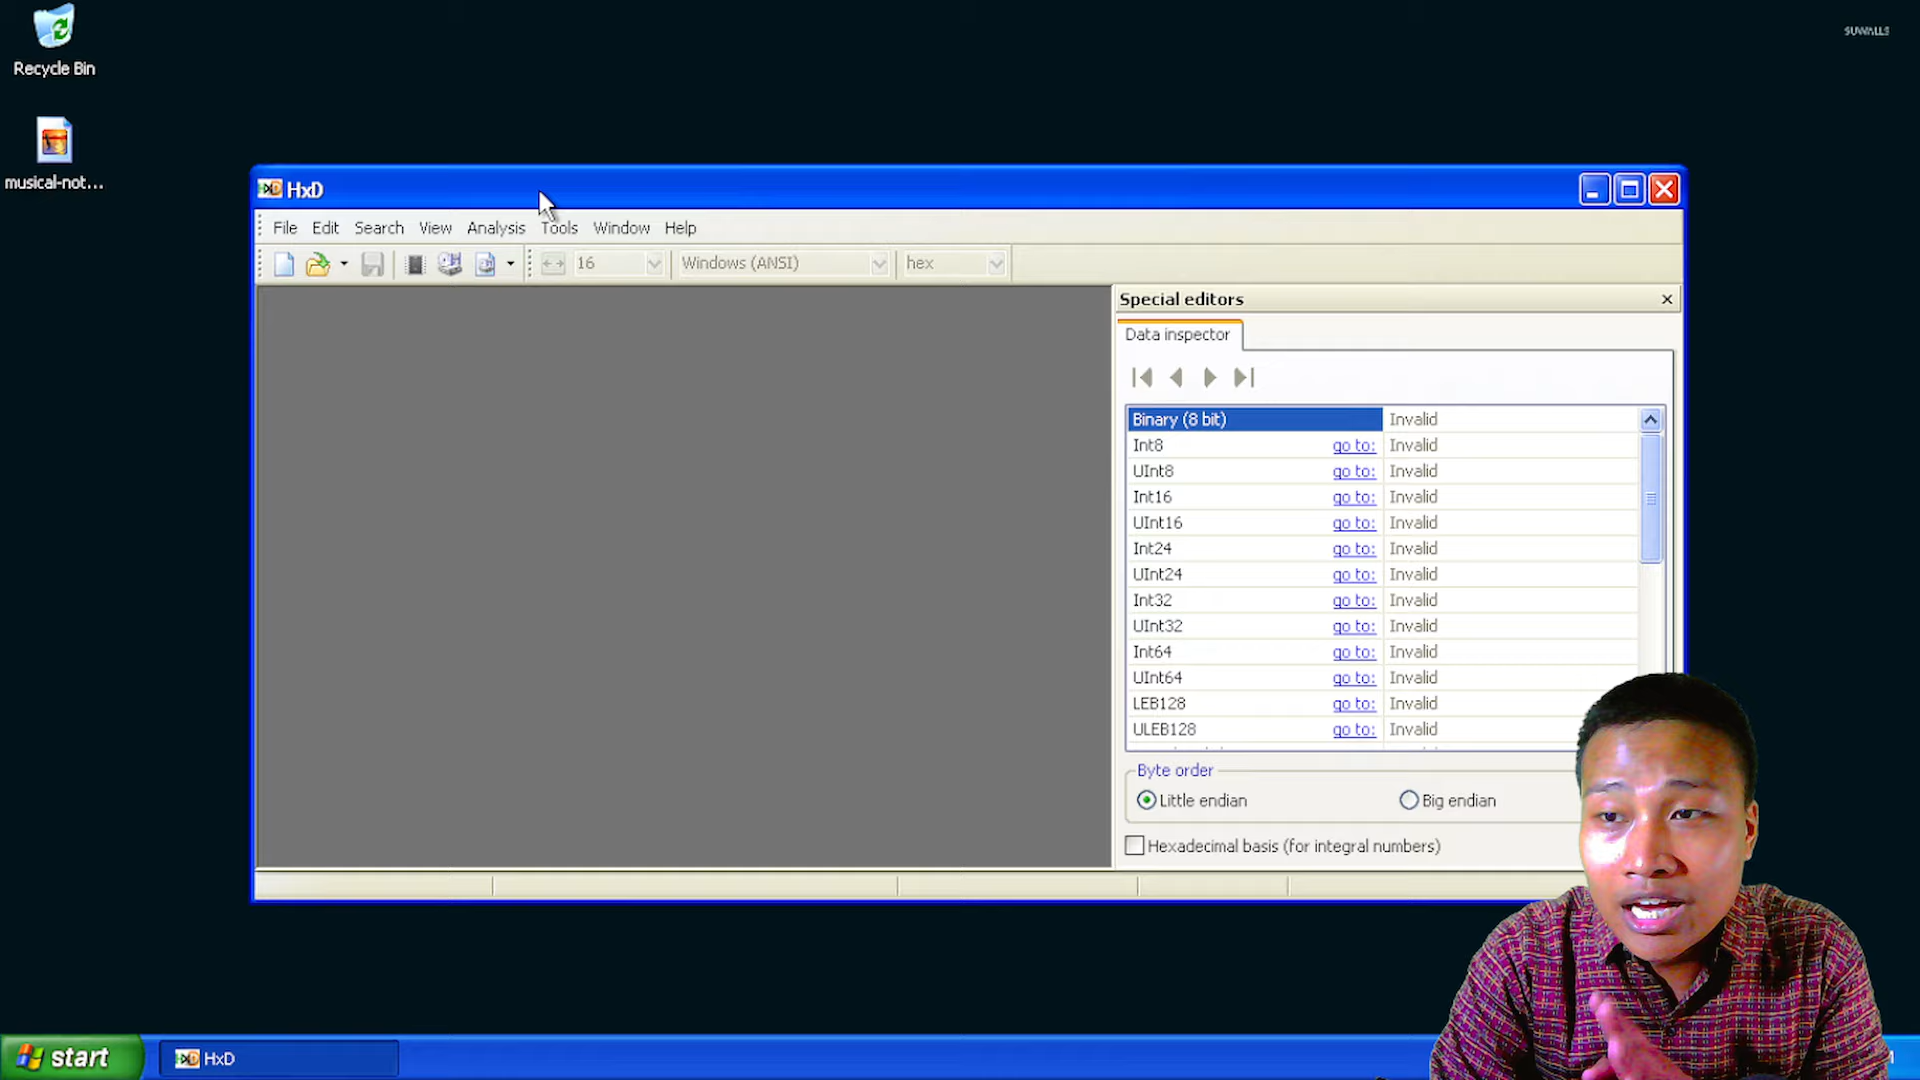 SUWALLS
Recycle Bin
musical-not...
HxD
File Edit Search View Analysis Tools Window Help
16 Windows (ANSI) hex
Special editors
Data inspector
Binary (8 bit) Invalid
Int8 go to: Invalid
UInt8 go to: Invalid
Int16 go to: Invalid
UInt16 go to: Invalid
Int24 go to: Invalid
UInt24 go to: Invalid
Int32 go to: Invalid
UInt32 go to: Invalid
Int64 go to: Invalid
UInt64 go to: Invalid
LEB128 go to: Invalid
ULEB128 go to: Invalid
Byte order
Little endian Big endian
Hexadecimal basis (for integral numbers)
start HxD